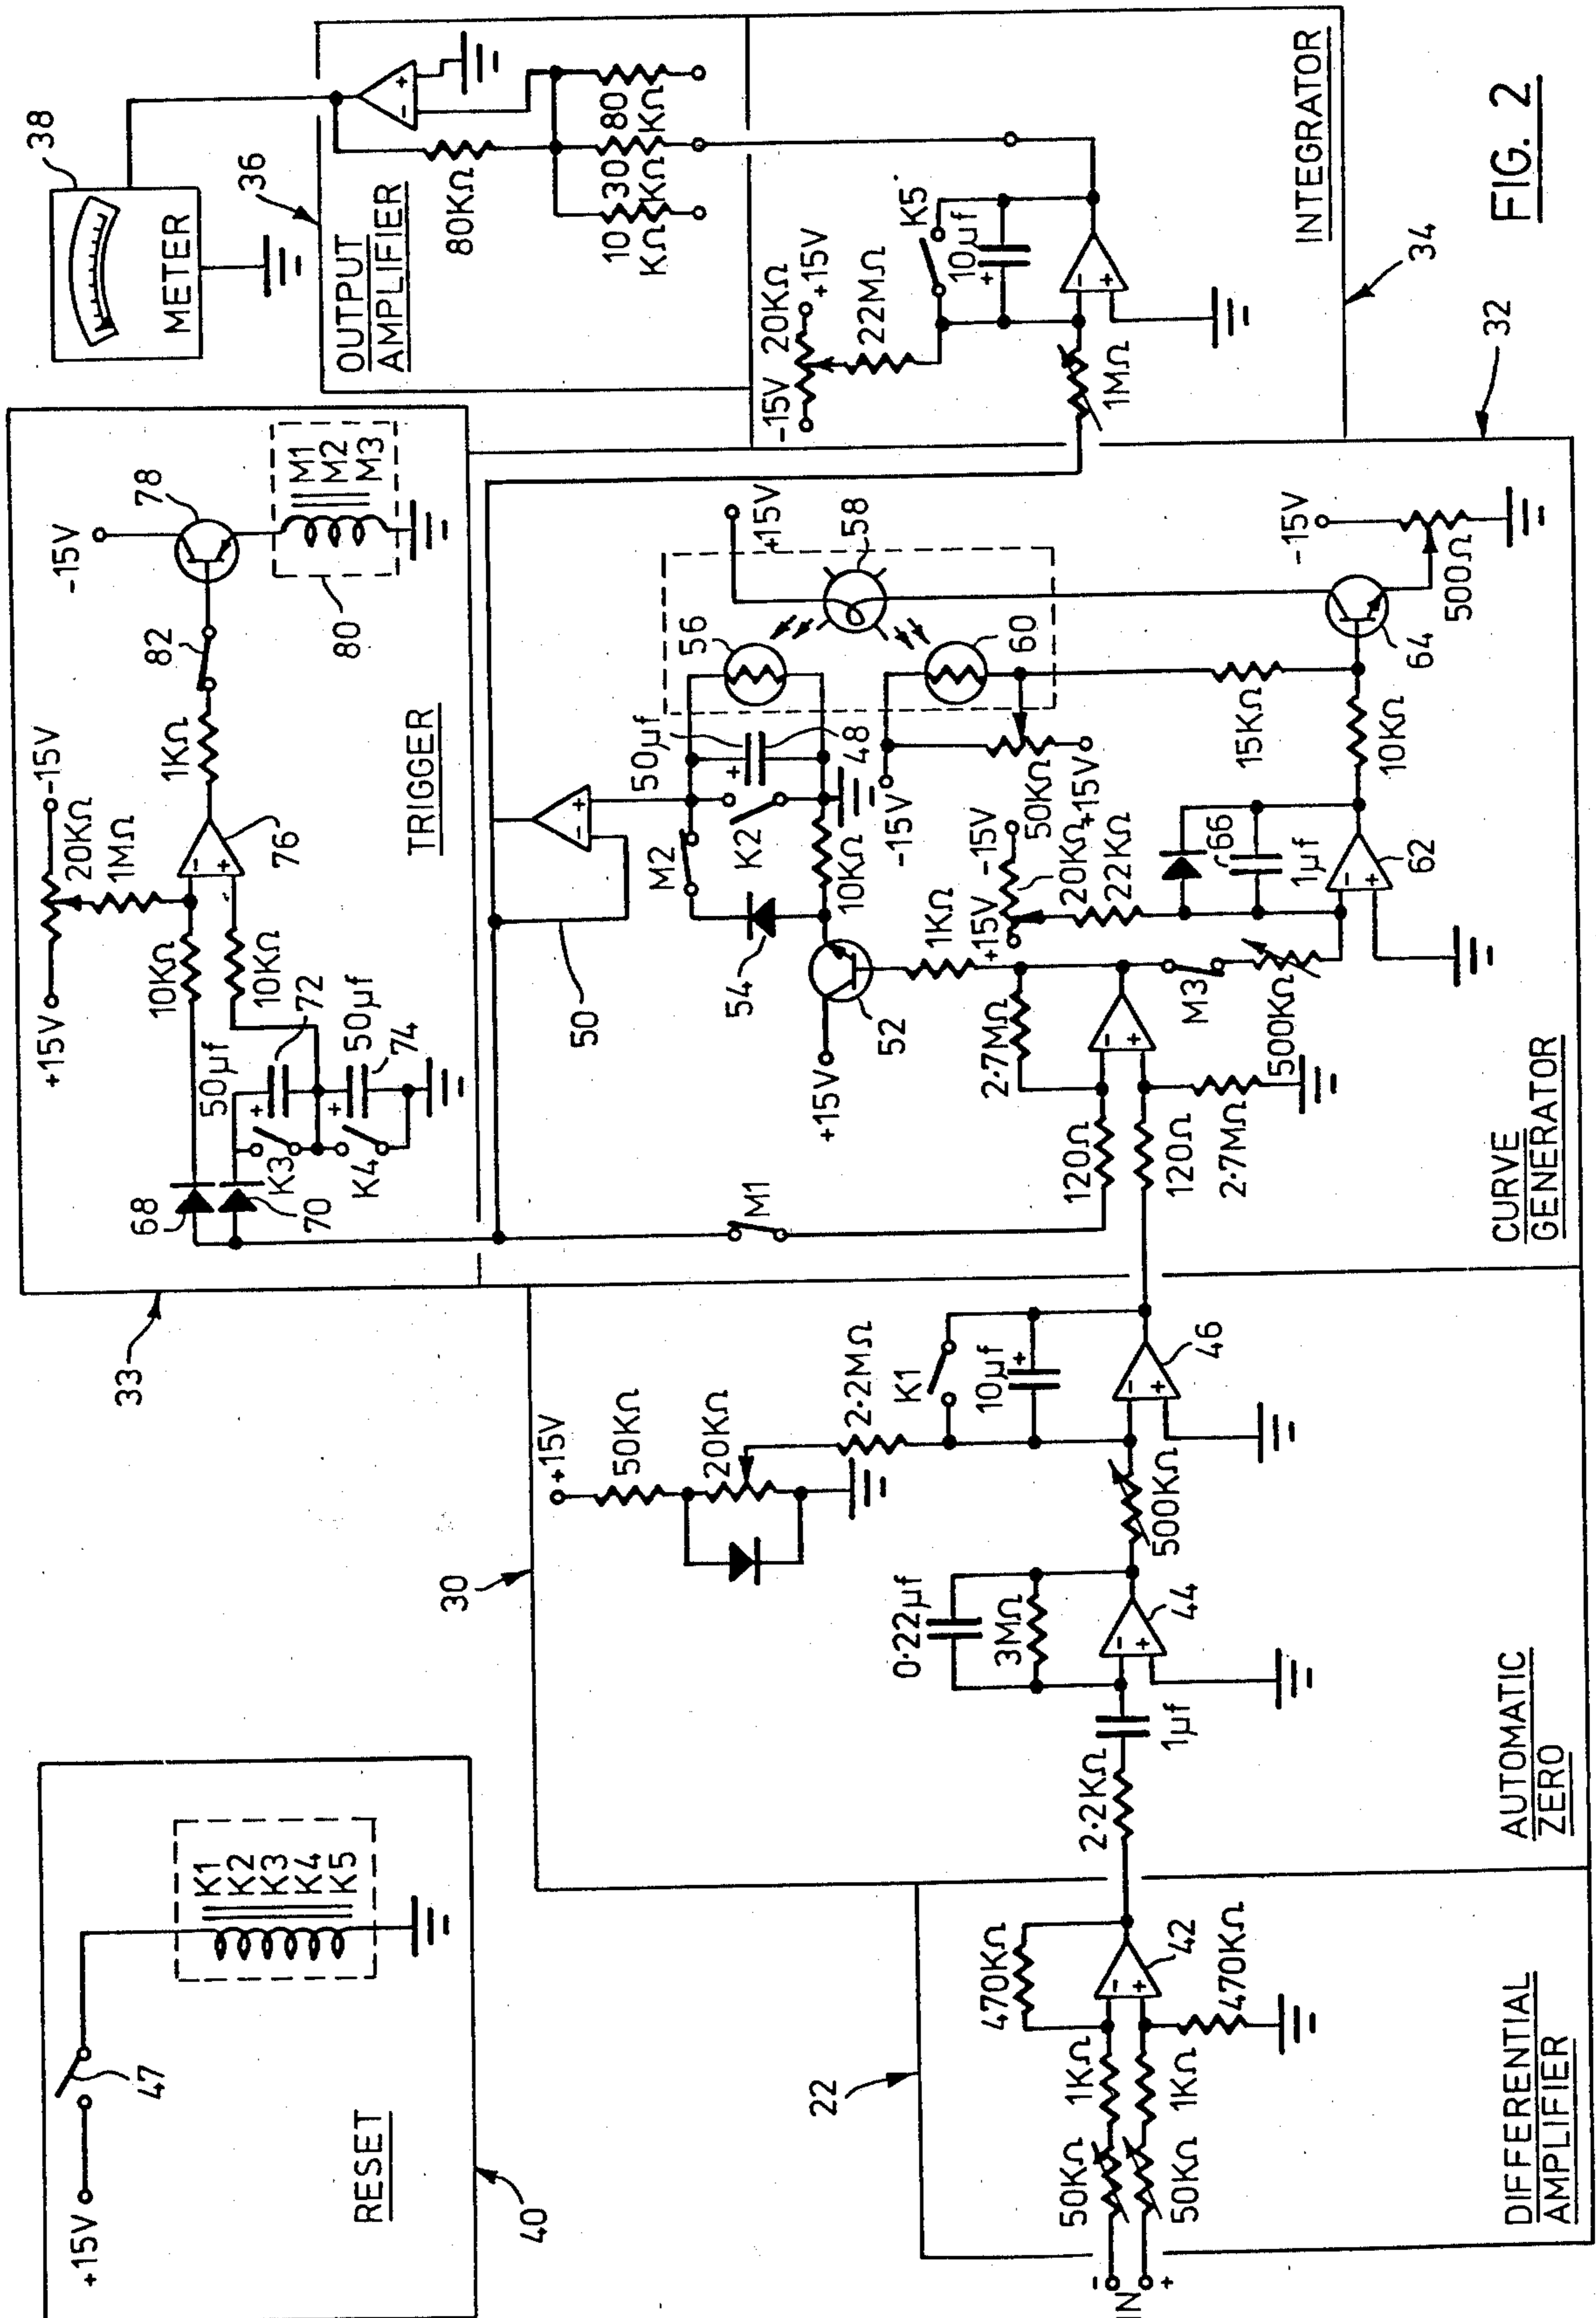 +15V
47
K1
K2
K3
K4
K5
RESET
40
IN
-
+
50KΩ
50KΩ
1KΩ
1KΩ
470KΩ
470KΩ
-
+
42
22
DIFFERENTIAL
AMPLIFIER
2·2KΩ
1µf
0·22µf
3MΩ
-
+
44
500KΩ
30
+15V
50KΩ
20KΩ
2·2MΩ
K1
10µf
+
-
+
46
AUTOMATIC
ZERO
33
68
70
K3
K4
50µf
+
72
+
50µf
74
10KΩ
10KΩ
+15V
-15V
20KΩ
1MΩ
-
+
76
1KΩ
82
-15V
78
M1
M2
M3
80
TRIGGER
M1
120Ω
120Ω
2·7MΩ
2·7MΩ
-
+
50
-
+
M2
54
52
+15V
1KΩ
10KΩ
K2
50µf
+
48
56
58
60
+15V
-15V
50KΩ
+15V
M3
500KΩ
+15V
-15V
20KΩ
22KΩ
66
1µf
-
+
62
10KΩ
15KΩ
64
-15V
500Ω
CURVE
GENERATOR
32
1MΩ
-15V
20KΩ
+15V
22MΩ
K5
10µf
+
-
+
INTEGRATOR
34
OUTPUT
AMPLIFIER
36
10
KΩ
30
KΩ
80
KΩ
80KΩ
-
+
METER
38
FIG. 2